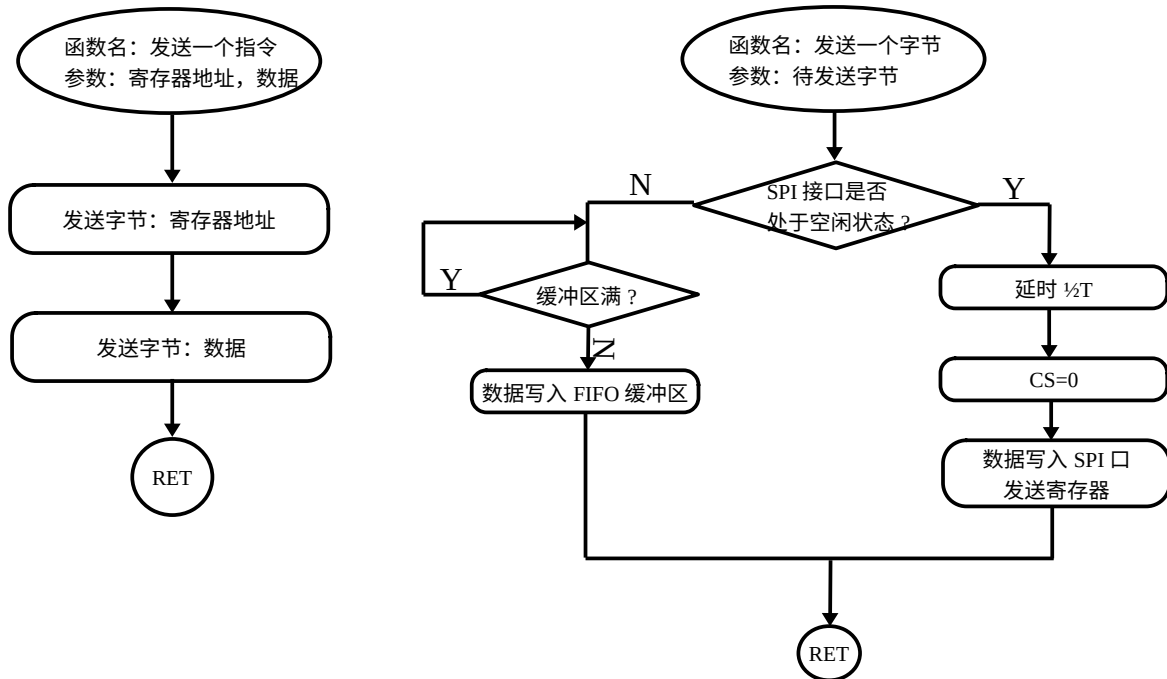 函数名：发送一个指令
参数：寄存器地址，数据
发送字节：寄存器地址
发送字节：数据
RET
函数名：发送一个字节
参数：待发送字节
SPI 接口是否
处于空闲状态 ?
N
Y
缓冲区满 ?
Y
N
数据写入 FIFO 缓冲区
延时 ½T
CS=0
数据写入 SPI 口
发送寄存器
RET